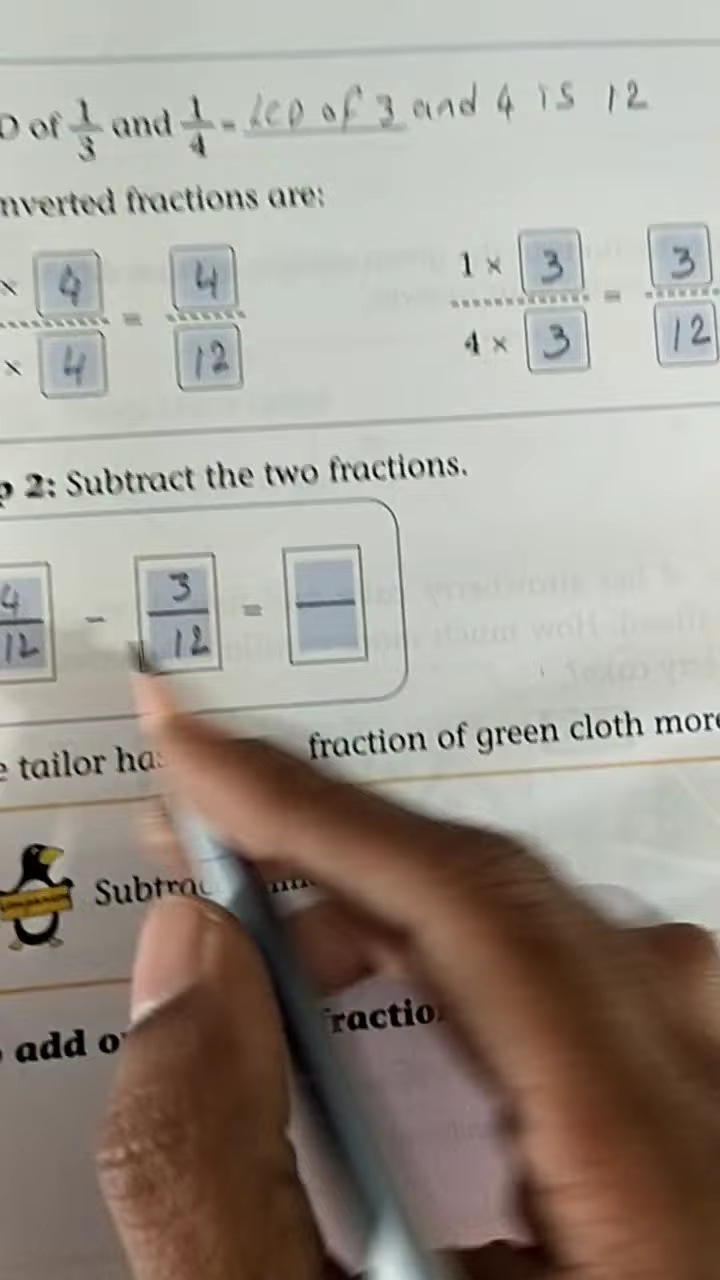 of 1/3 and 1/4 = LCD of 3 and 4 is 12
nverted fractions are:
× 4 / × 4 = 4/12    1 × 3 / 4 × 3 = 3/12
2: Subtract the two fractions.
4/12 - 3/12 =
tailor ha fraction of green cloth more
Subtrac
add o fractio